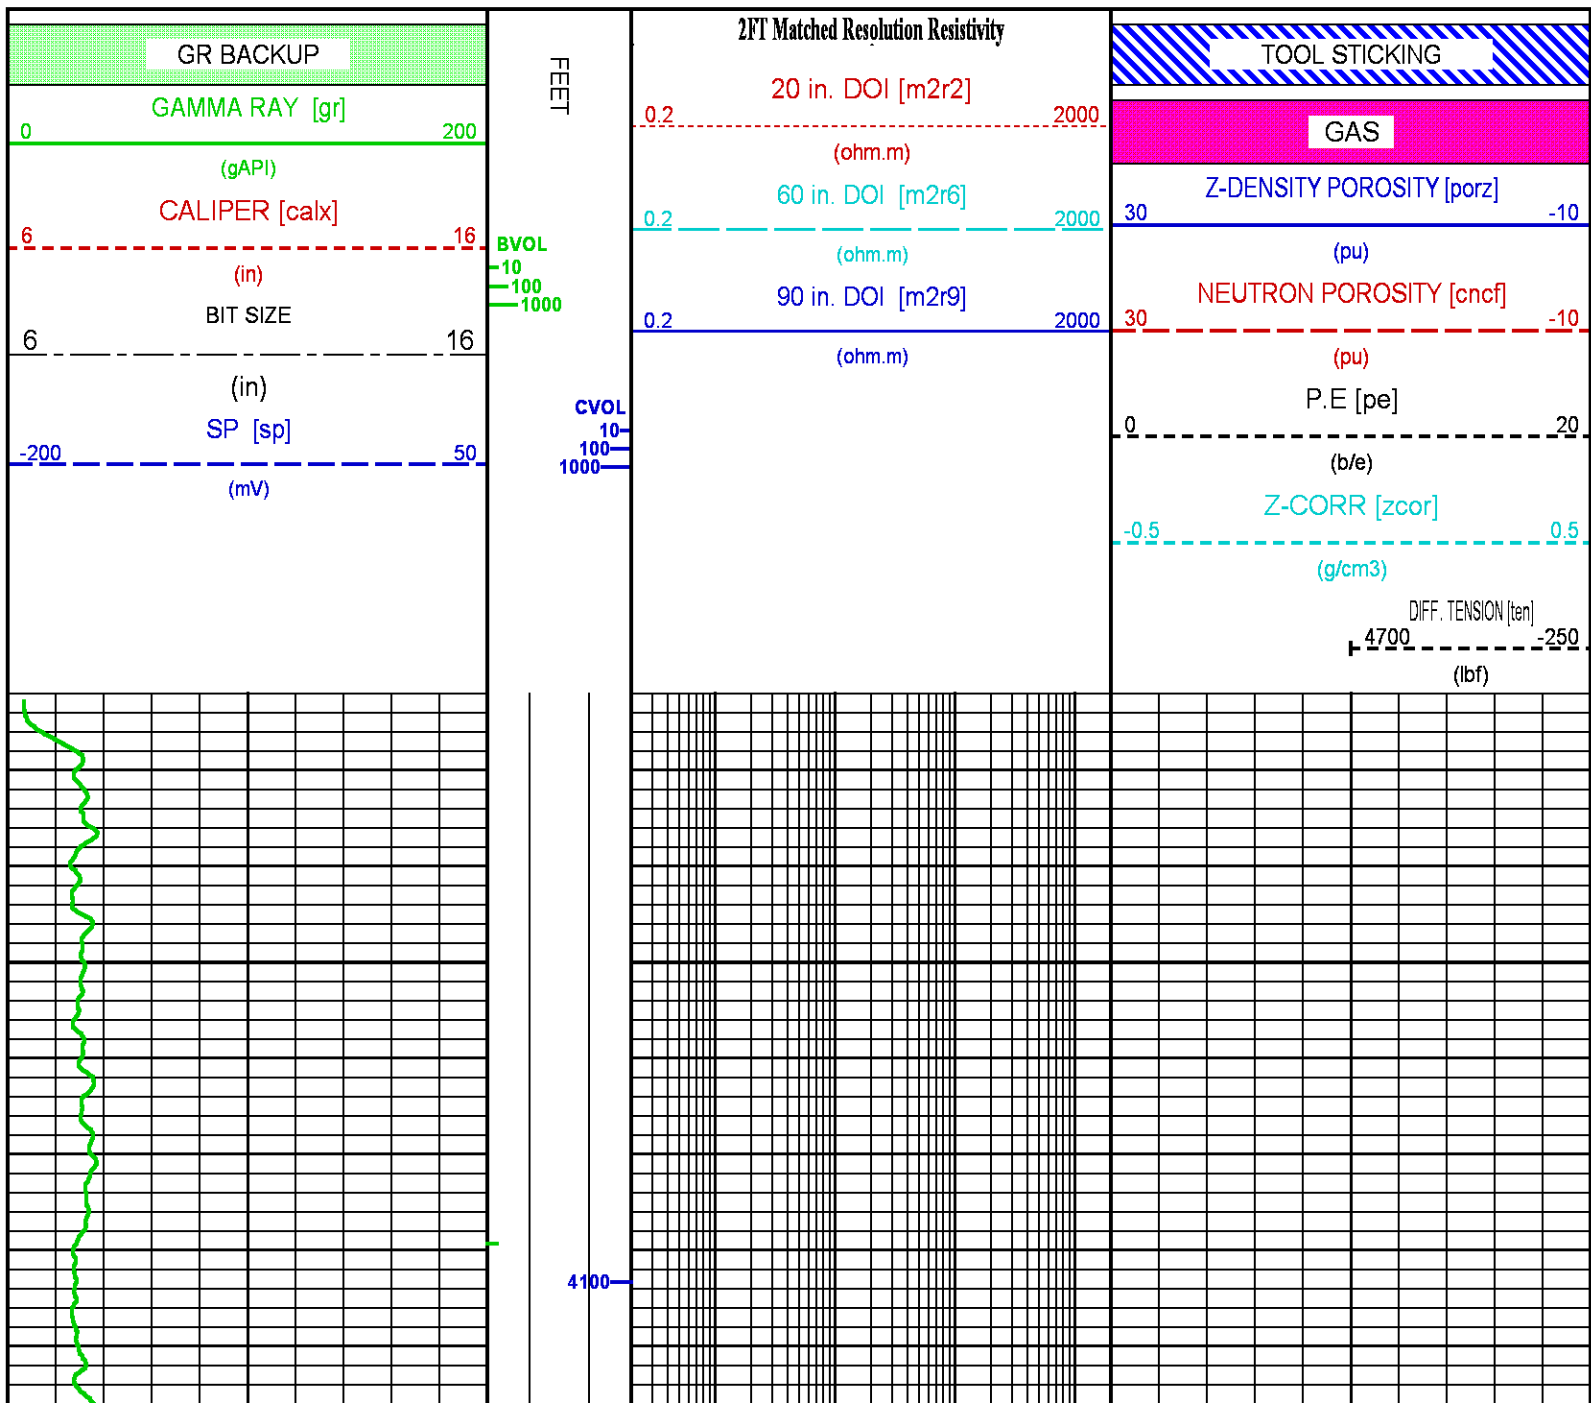 GR BACKUP
GAMMA RAY [gr]
0 200
(gAPI)
CALIPER [calx]
6 16
(in)
BIT SIZE
6 16
(in)
SP [sp]
-200 50
(mV)
FEET
BVOL
10
100
1000
CVOL
10
100
1000
4100
2FT Matched Resolution Resistivity
20 in. DOI [m2r2]
0.2 2000
(ohm.m)
60 in. DOI [m2r6]
0.2 2000
(ohm.m)
90 in. DOI [m2r9]
0.2 2000
(ohm.m)
TOOL STICKING
GAS
Z-DENSITY POROSITY [porz]
30 -10
(pu)
NEUTRON POROSITY [cncf]
30 -10
(pu)
P.E [pe]
0 20
(b/e)
Z-CORR [zcor]
-0.5 0.5
(g/cm3)
DIFF. TENSION [ten]
4700 -250
(lbf)